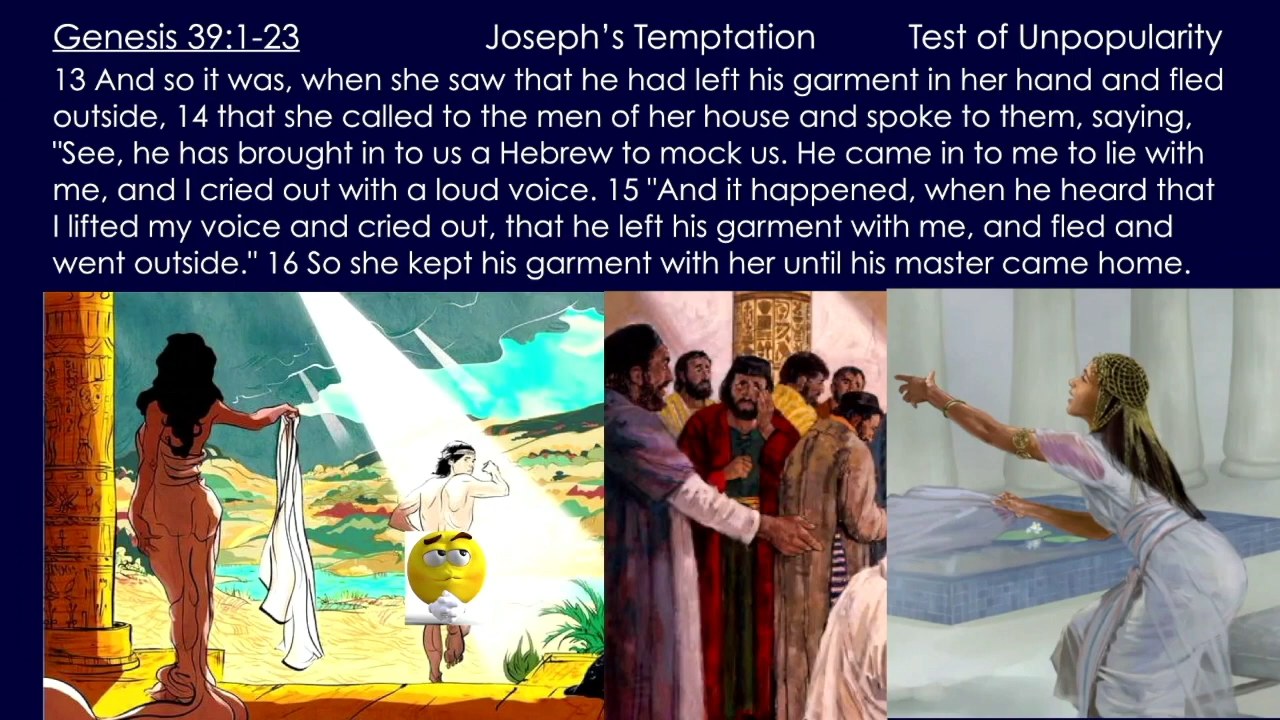 Genesis 39:1-23 Joseph’s Temptation Test of Unpopularity
13 And so it was, when she saw that he had left his garment in her hand and fled
outside, 14 that she called to the men of her house and spoke to them, saying,
"See, he has brought in to us a Hebrew to mock us. He came in to me to lie with
me, and I cried out with a loud voice. 15 "And it happened, when he heard that
I lifted my voice and cried out, that he left his garment with me, and fled and
went outside." 16 So she kept his garment with her until his master came home.